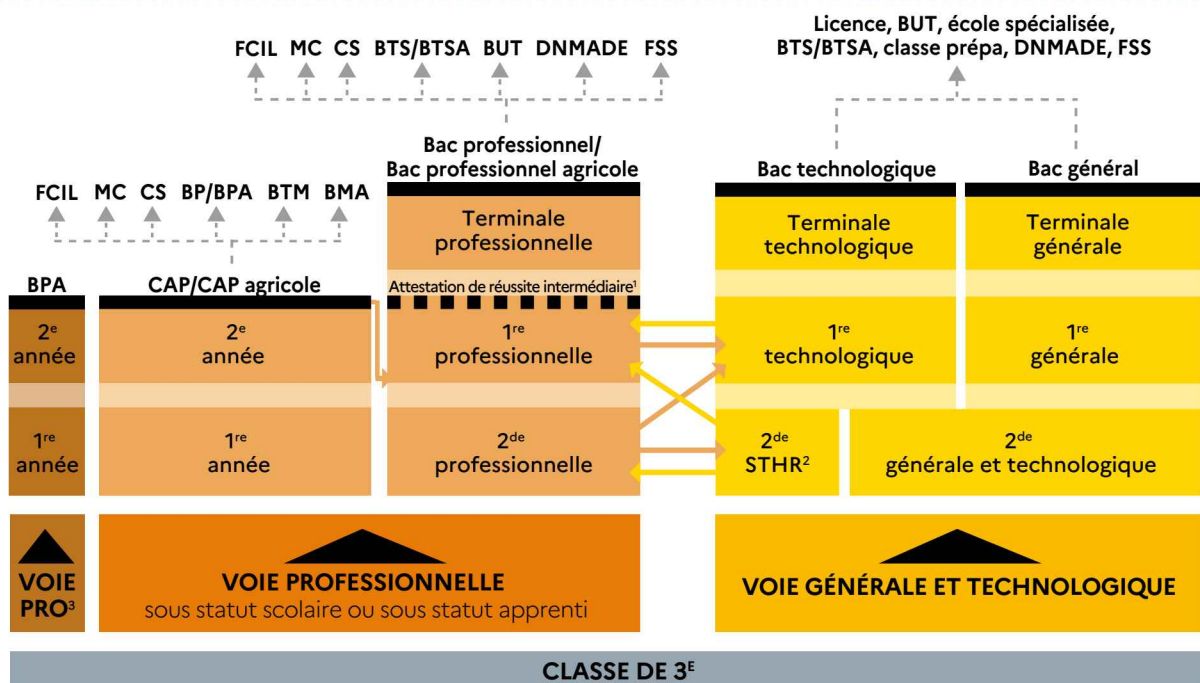 Licence, BUT, école spécialisée,
BTS/BTSA, classe prépa, DNMADE, FSS
FCIL MC CS BTS/BTSA BUT DNMADE FSS
Bac professionnel/
Bac professionnel agricole
Bac technologique
Bac général
FCIL MC CS BP/BPA BTM BMA
Terminale
professionnelle
Terminale
technologique
Terminale
générale
BPA
CAP/CAP agricole
Attestation de réussite intermédiaire¹
2e
année
2e
année
1re
professionnelle
1re
technologique
1re
générale
1re
année
1re
année
2de
professionnelle
2de
STHR²
2de
générale et technologique
VOIE
PRO³
VOIE PROFESSIONNELLE
sous statut scolaire ou sous statut apprenti
VOIE GÉNÉRALE ET TECHNOLOGIQUE
CLASSE DE 3E